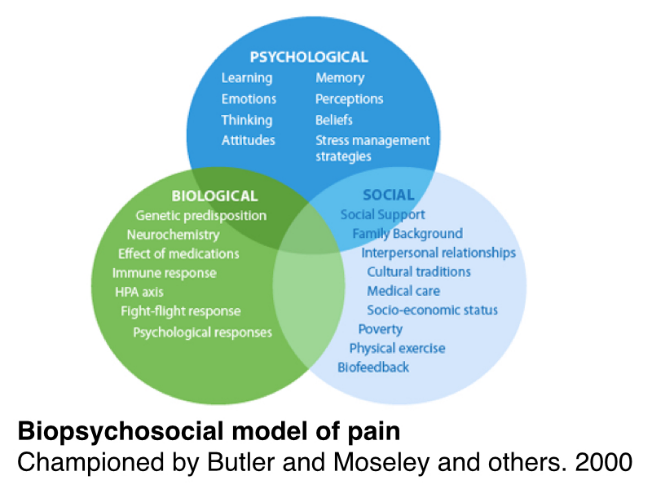 PSYCHOLOGICAL
Learning Memory
Emotions Perceptions
Thinking Beliefs
Attitudes Stress management
strategies
BIOLOGICAL
Genetic predisposition
Neurochemistry
Effect of medications
Immune response
HPA axis
Fight-flight response
Psychological responses
SOCIAL
Social Support
Family Background
Interpersonal relationships
Cultural traditions
Medical care
Socio-economic status
Poverty
Physical exercise
Biofeedback
Biopsychosocial model of pain
Championed by Butler and Moseley and others. 2000